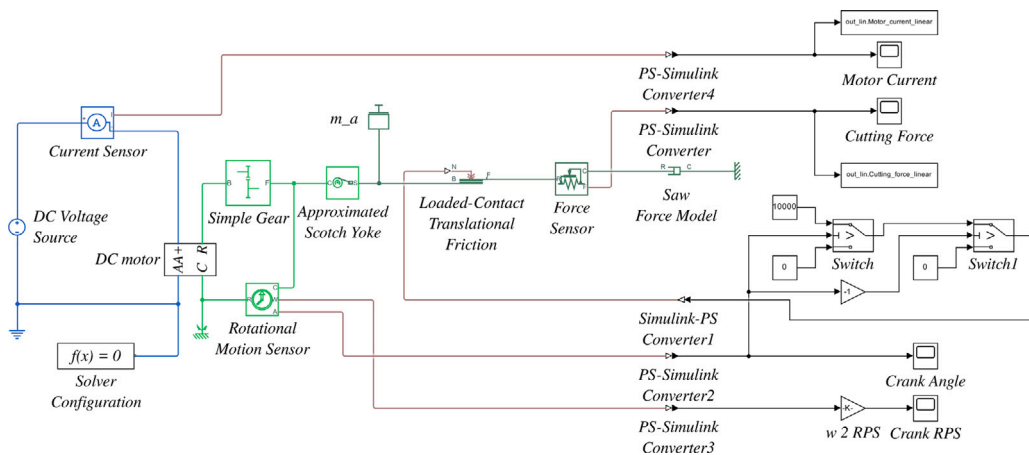 out_lin.Motor_current_linear
PS-Simulink
Converter4
Motor Current
m_a
A
I
Current Sensor
PS-Simulink
Converter
Cutting Force
out_lin.Cutting_force_linear
N
B
F
B
F
C
S
Simple Gear
Approximated
Scotch Yoke
Loaded-Contact
Translational
Friction
R
C
F
Force
Sensor
R
C
Saw
Force Model
10000
0
Switch
0
Switch1
DC Voltage
Source
DC motor
AA+
C R
R
C
W
A
Rotational
Motion Sensor
-1
Simulink-PS
Converter1
f(x) = 0
Solver
Configuration
PS-Simulink
Converter2
Crank Angle
PS-Simulink
Converter3
-K-
w 2 RPS
Crank RPS